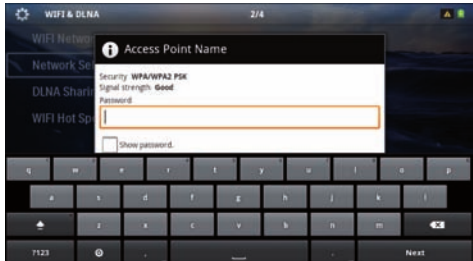 WIFI & DLNA 2/4
WIFI Netwo
Access Point Name
Network Se
Security WPA/WPA2 PSK
Signal strength Good
DLNA Sharin
Password
WIFI Hot Sp
Show password.
q w e r t y u i o p
a s d f g h j k l
z x c v b n m
?123 . Next